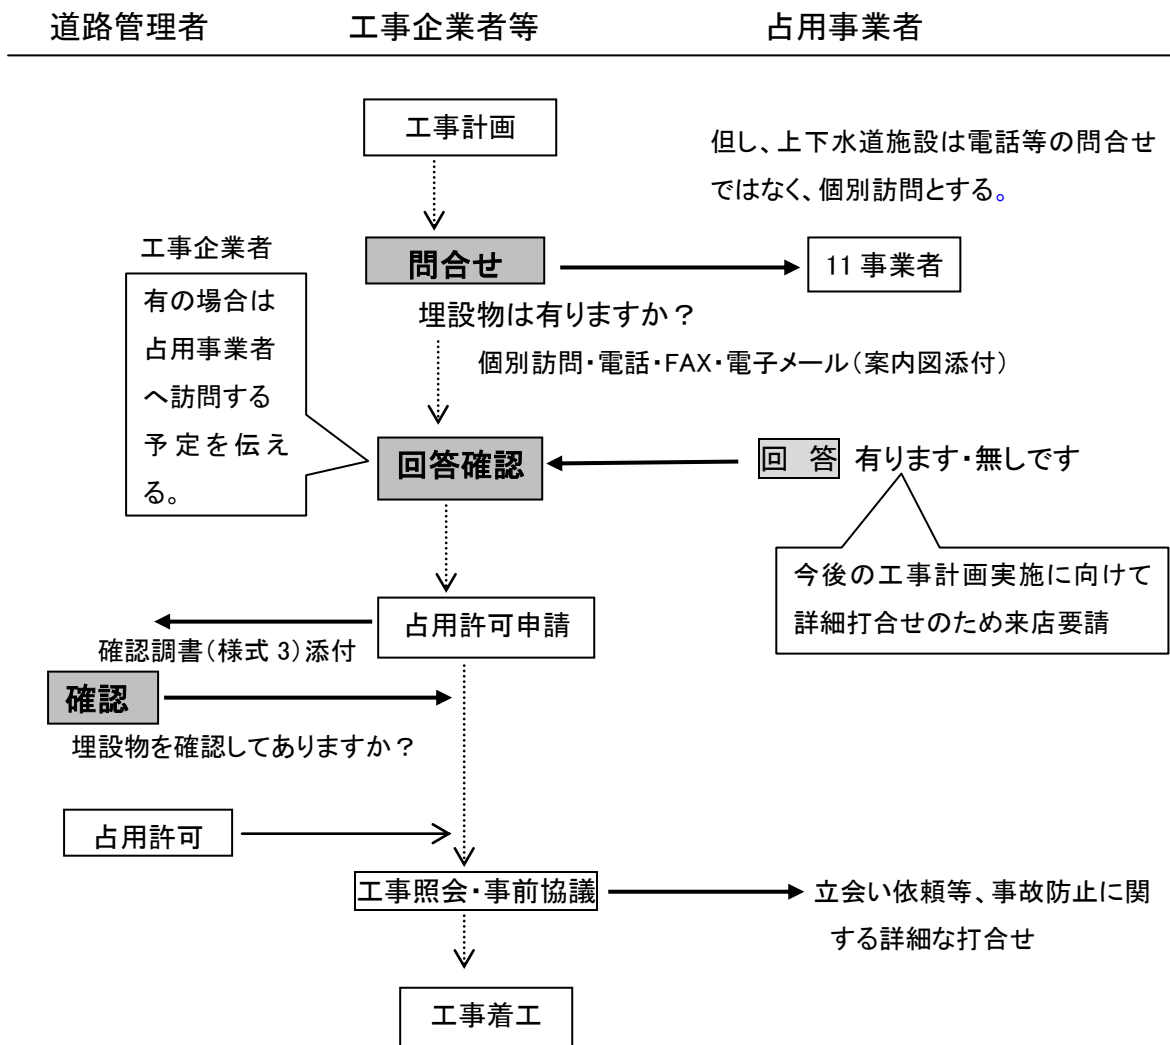 道路管理者 工事企業者等 占用事業者
工事計画
但し、上下水道施設は電話等の問合せ
ではなく、個別訪問とする。
工事企業者
有の場合は
占用事業者
へ訪問する
予定を伝え
る。
問合せ
11 事業者
埋設物は有りますか?
個別訪問・電話・FAX・電子メール(案内図添付)
回答確認
回 答 有ります・無しです
今後の工事計画実施に向けて
詳細打合せのため来店要請
占用許可申請
確認調書(様式 3)添付
確認
埋設物を確認してありますか?
占用許可
工事照会・事前協議
立会い依頼等、事故防止に関
する詳細な打合せ
工事着工